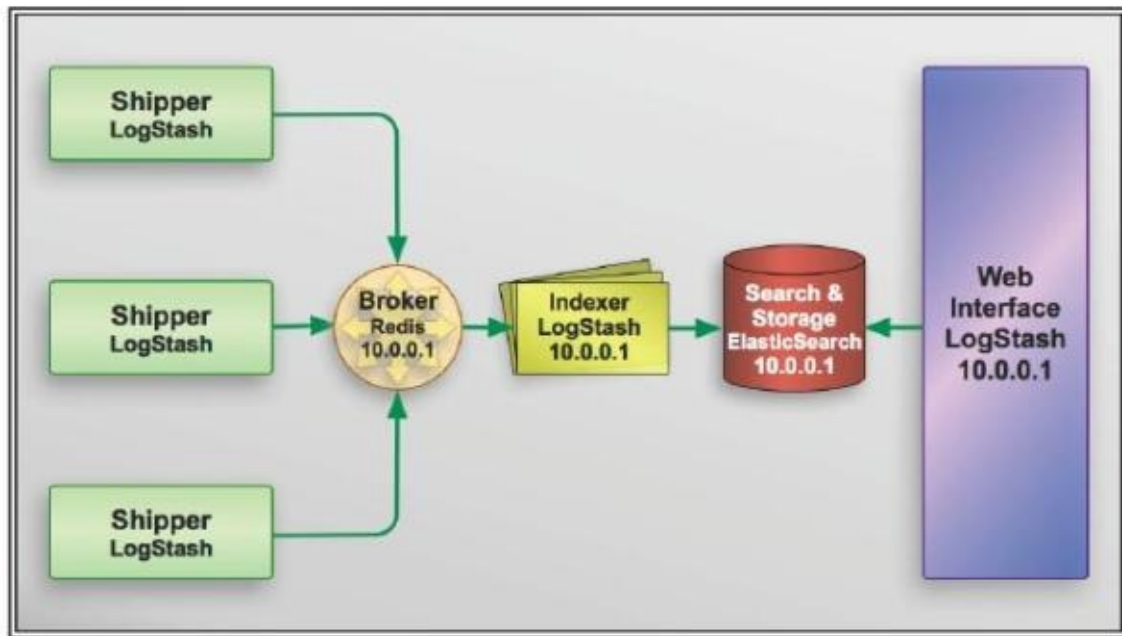 Shipper
LogStash
Shipper
LogStash
Shipper
LogStash
Broker
Redis
10.0.0.1
Indexer
LogStash
10.0.0.1
Search &
Storage
ElasticSearch
10.0.0.1
Web
Interface
LogStash
10.0.0.1